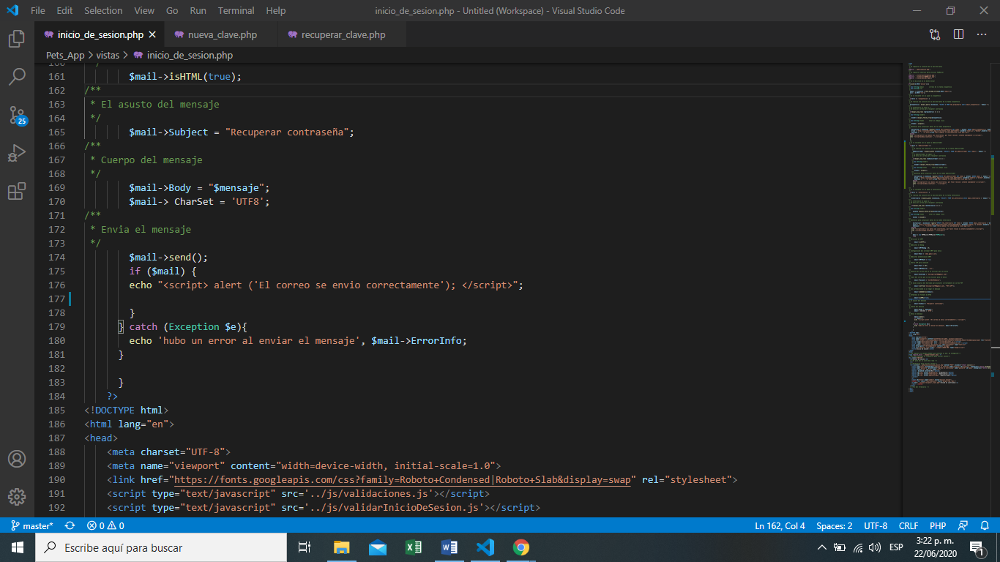 File Edit Selection View Go Run Terminal Help
inicio_de_sesion.php - Untitled (Workspace) - Visual Studio Code
inicio_de_sesion.php nueva_clave.php recuperar_clave.php
Pets_App > vistas > inicio_de_sesion.php
160 */
161 $mail->isHTML(true);
162 /**
163 * El asusto del mensaje
164 */
165 $mail->Subject = "Recuperar contraseña";
166 /**
167 * Cuerpo del mensaje
168 */
169 $mail->Body = "$mensaje";
170 $mail-> CharSet = 'UTF8';
171 /**
172 * Envia el mensaje
173 */
174 $mail->send();
175 if ($mail) {
176 echo "<script> alert ('El correo se envio correctamente'); </script>";
177
178 }
179 } catch (Exception $e){
180 echo 'hubo un error al enviar el mensaje', $mail->ErrorInfo;
181 }
182
183 }
184 ?>
185 <!DOCTYPE html>
186 <html lang="en">
187 <head>
188 <meta charset="UTF-8">
189 <meta name="viewport" content="width=device-width, initial-scale=1.0">
190 <link href="https://fonts.googleapis.com/css?family=Roboto+Condensed|Roboto+Slab&display=swap" rel="stylesheet">
191 <script type="text/javascript" src='../js/validaciones.js'></script>
192 <script type="text/javascript" src='../js/validarInicioDeSesion.js'></script>
25
master* 0 0 Ln 162, Col 4 Spaces: 2 UTF-8 CRLF PHP
Escribe aquí para buscar
ESP
3:22 p. m.
22/06/2020
1